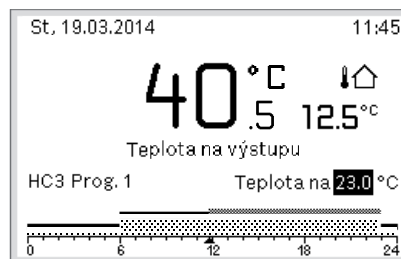 St, 19.03.2014 11:45
40.5 °C 12.5°C
Teplota na výstupu
HC3 Prog. 1 Teplota na 23.0 °C
0 6 12 18 24